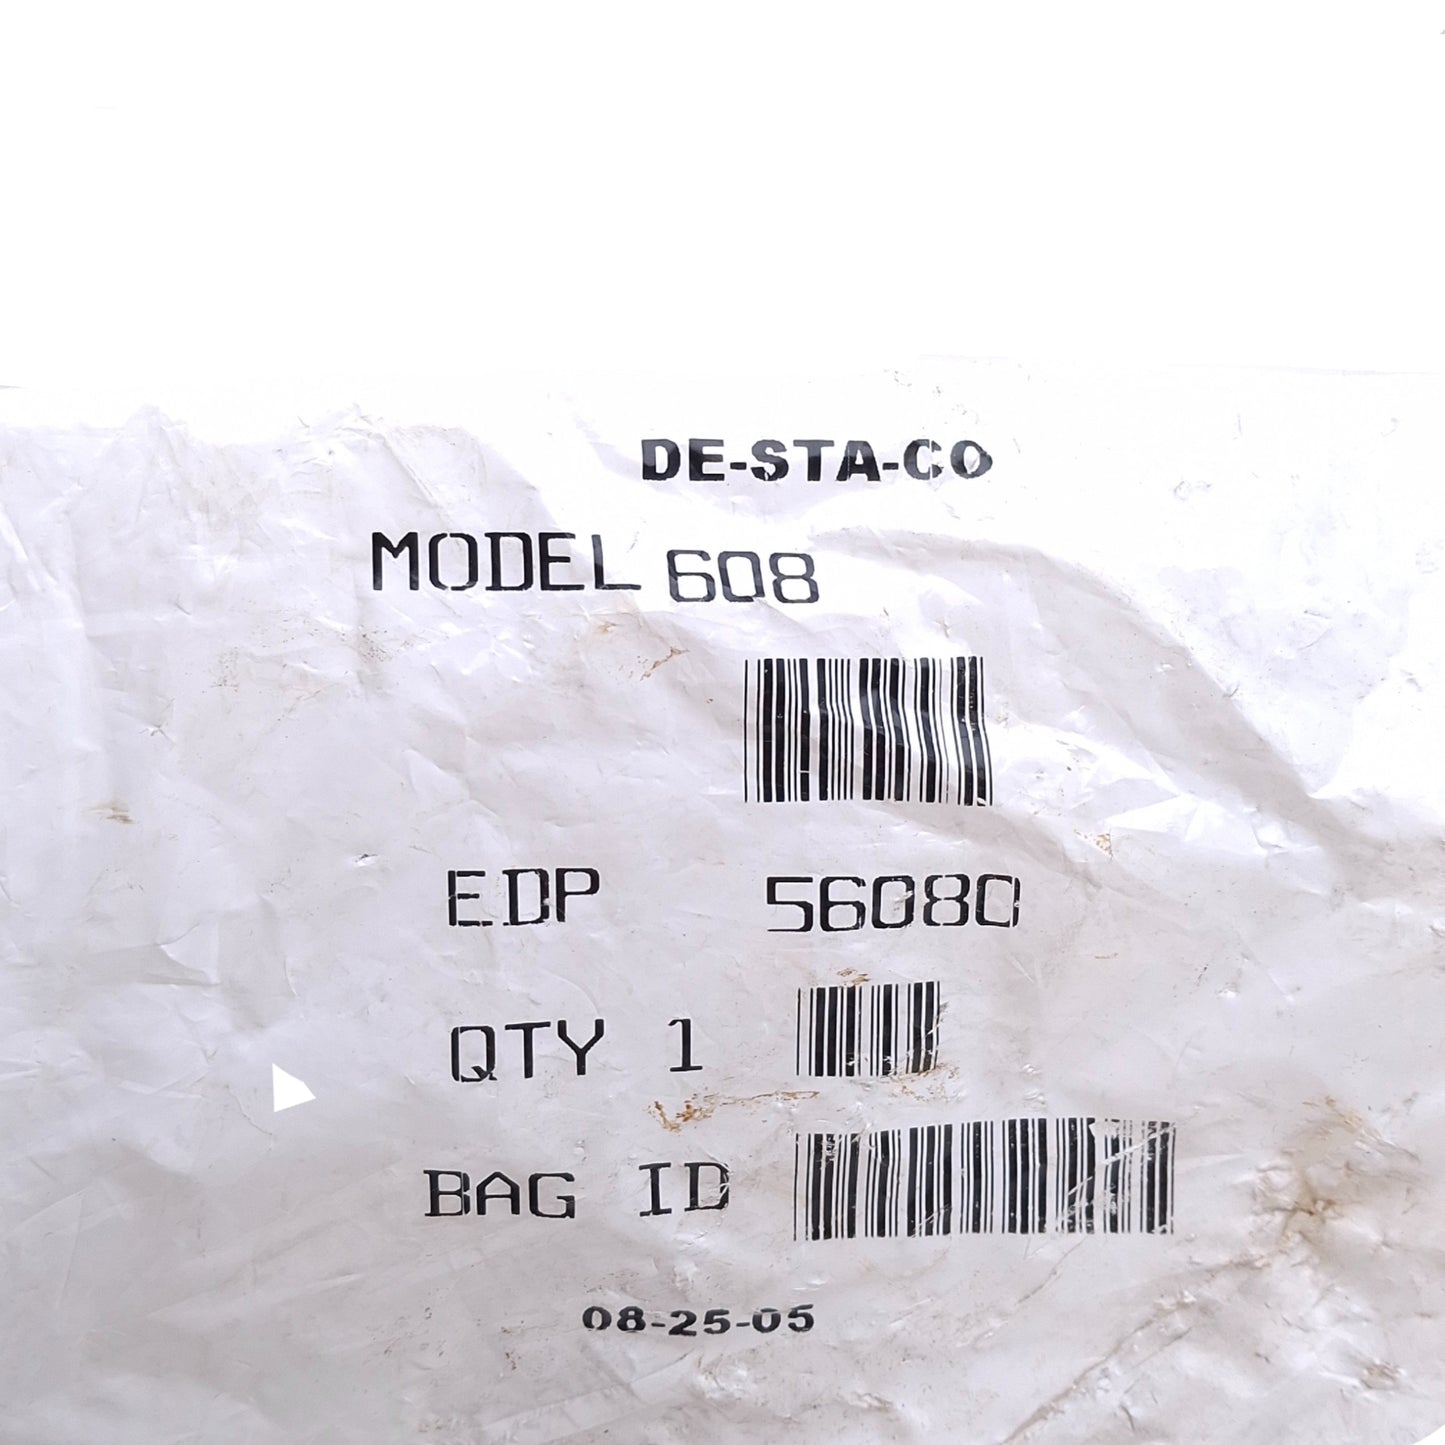 DE-STA-CO
MODEL 608
EDP 56080
QTY 1
BAG ID
08-25-05